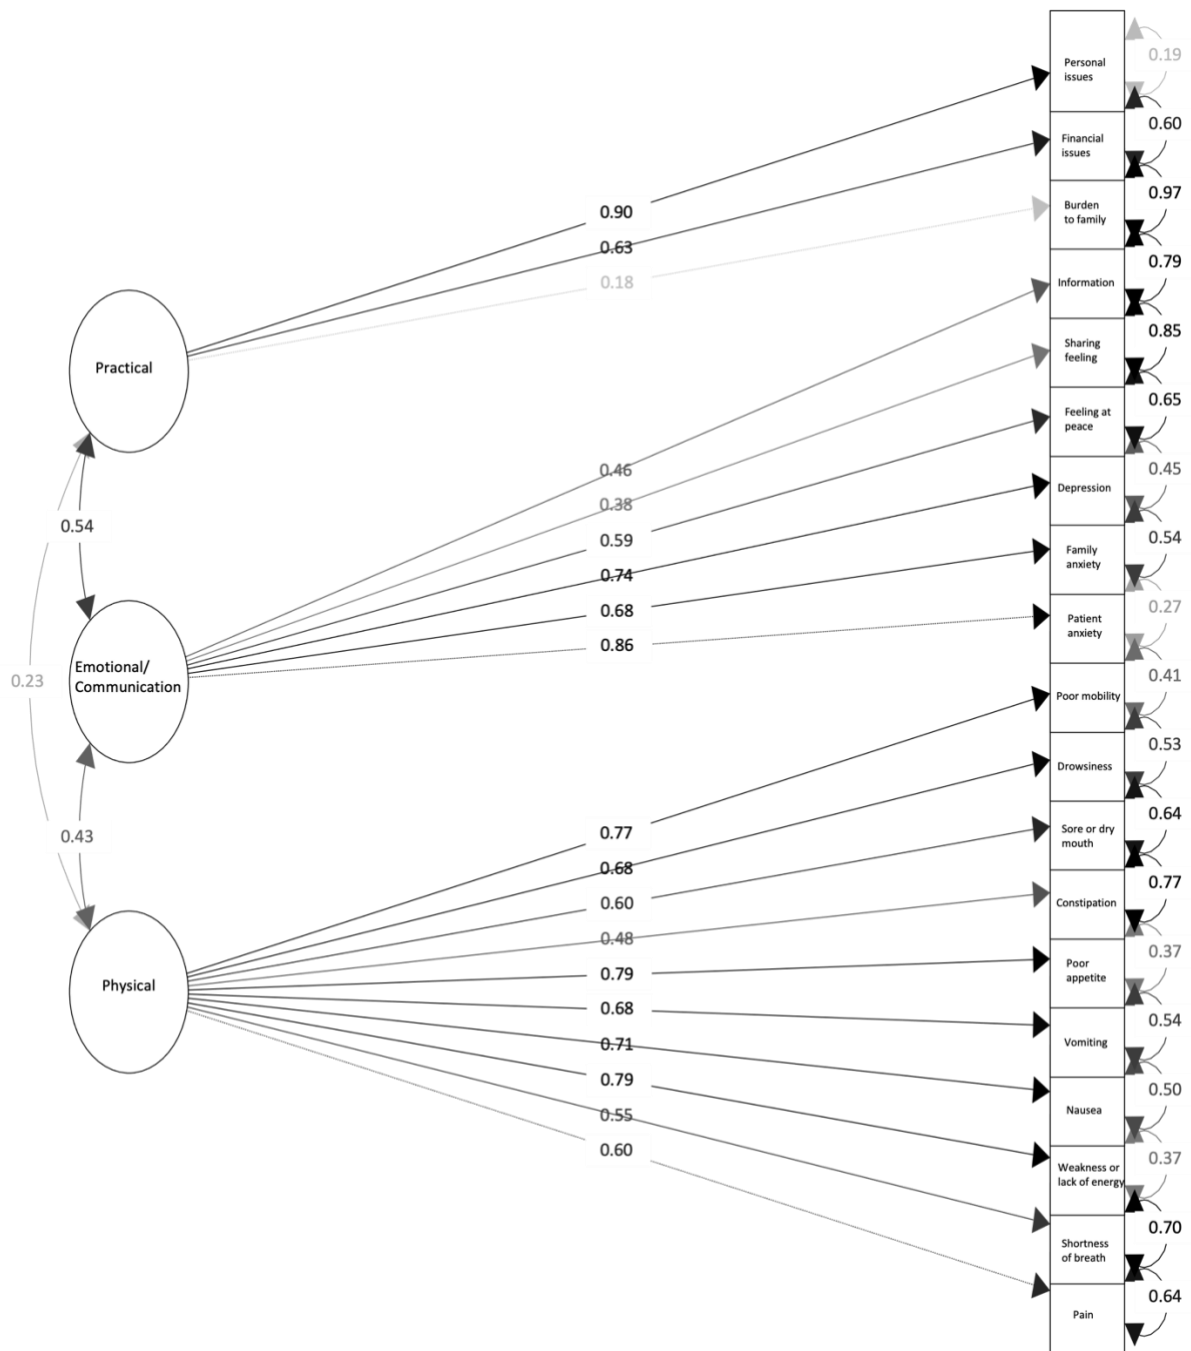 Personal
issues
0.19
Financial
issues
0.60
Burden
to family
0.97
0.90
0.63
0.18
Information
0.79
Sharing
feeling
0.85
Practical
Feeling at
peace
0.65
0.46
0.38
0.59
0.74
0.68
0.86
Depression
0.45
0.54
Family
anxiety
0.54
Patient
anxiety
0.27
Emotional/
Communication
0.23
Poor mobility
0.41
Drowsiness
0.53
0.43
Sore or dry
mouth
0.64
0.77
0.68
0.60
0.48
0.79
0.68
0.71
0.79
0.55
0.60
Constipation
0.77
Poor
appetite
0.37
Physical
Vomiting
0.54
Nausea
0.50
Weakness or
lack of energy
0.37
Shortness
of breath
0.70
Pain
0.64